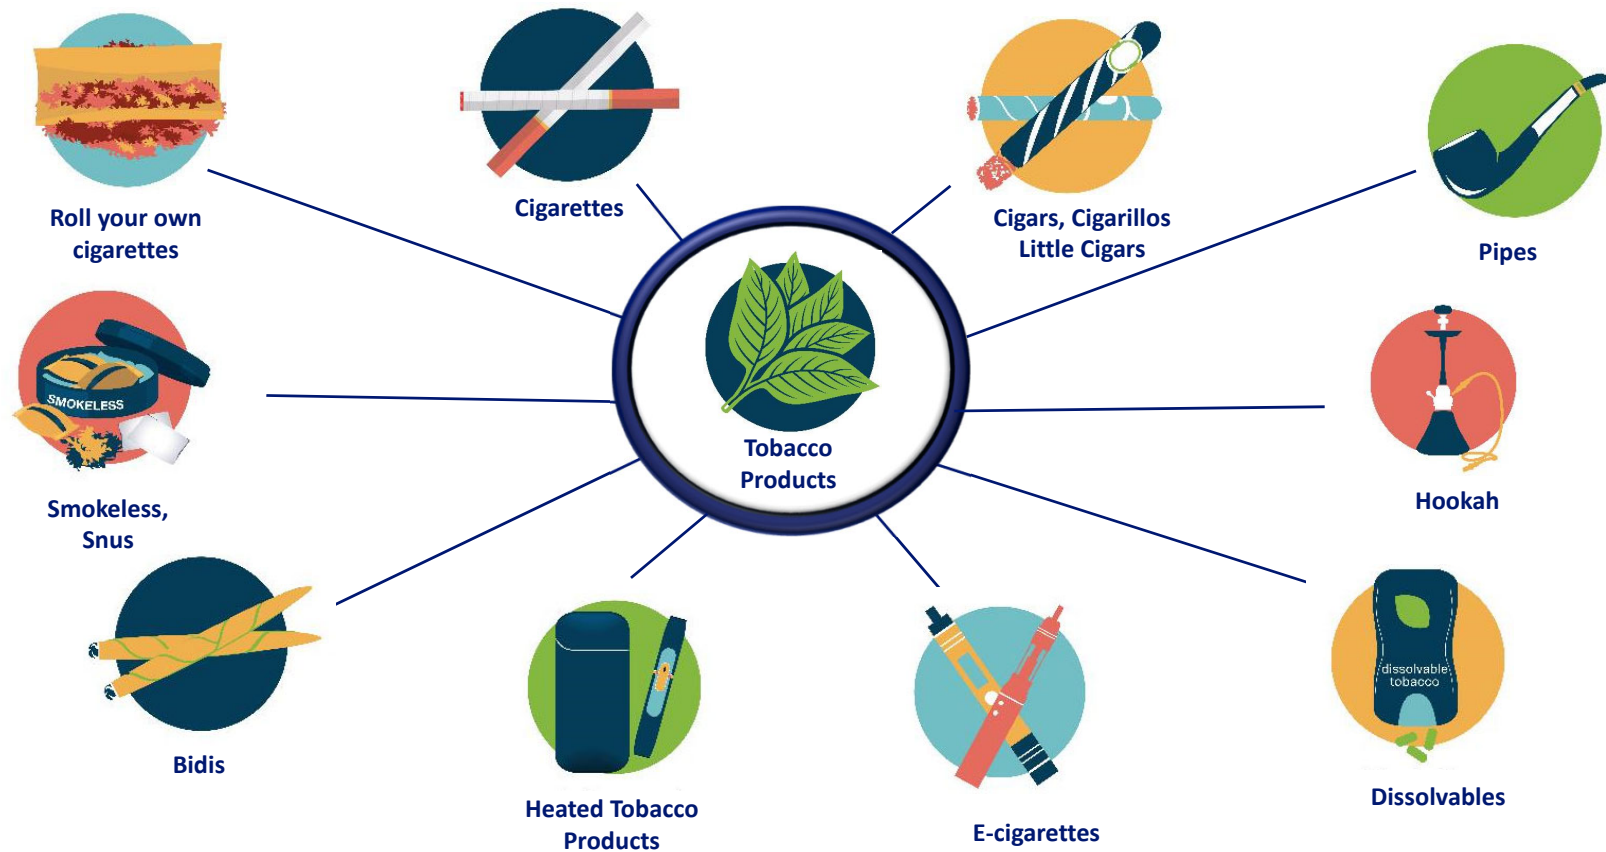 Roll your own
cigarettes
Cigarettes
Cigars, Cigarillos
Little Cigars
Pipes
SMOKELESS
Smokeless,
Snus
Tobacco
Products
Hookah
Bidis
Heated Tobacco
Products
E-cigarettes
dissolvable
tobacco
Dissolvables